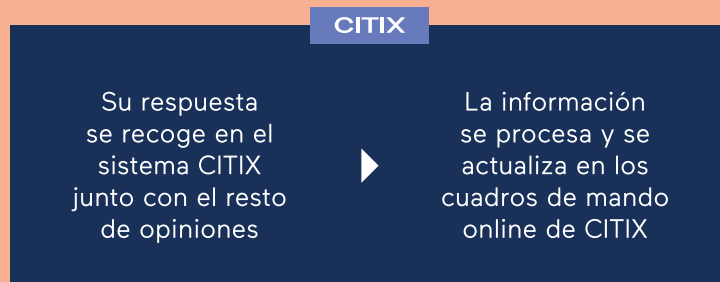 CITIX
Su respuesta
se recoge en el
sistema CITIX
junto con el resto
de opiniones
La información
se procesa y se
actualiza en los
cuadros de mando
online de CITIX